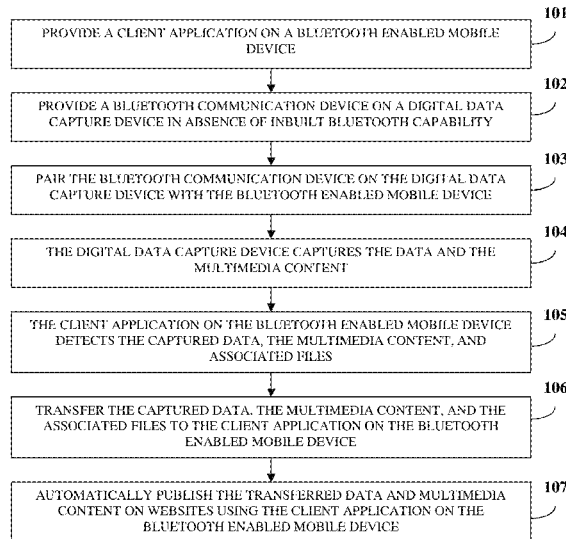 101
PROVIDE A CLIENT APPLICATION ON A BLUETOOTH ENABLED MOBILE
DEVICE
102
PROVIDE A BLUETOOTH COMMUNICATION DEVICE ON A DIGITAL DATA
CAPTURE DEVICE IN ABSENCE OF INBUILT BLUETOOTH CAPABILITY
103
PAIR THE BLUETOOTH COMMUNICATION DEVICE ON THE DIGITAL DATA
CAPTURE DEVICE WITH THE BLUETOOTH ENABLED MOBILE DEVICE
104
THE DIGITAL DATA CAPTURE DEVICE CAPTURES THE DATA AND THE
MULTIMEDIA CONTENT
105
THE CLIENT APPLICATION ON THE BLUETOOTH ENABLED MOBILE DEVICE
DETECTS THE CAPTURED DATA, THE MULTIMEDIA CONTENT, AND
ASSOCIATED FILES
106
TRANSFER THE CAPTURED DATA, THE MULTIMEDIA CONTENT, AND THE
ASSOCIATED FILES TO THE CLIENT APPLICATION ON THE BLUETOOTH
ENABLED MOBILE DEVICE
107
AUTOMATICALLY PUBLISH THE TRANSFERRED DATA AND MULTIMEDIA
CONTENT ON WEBSITES USING THE CLIENT APPLICATION ON THE
BLUETOOTH ENABLED MOBILE DEVICE